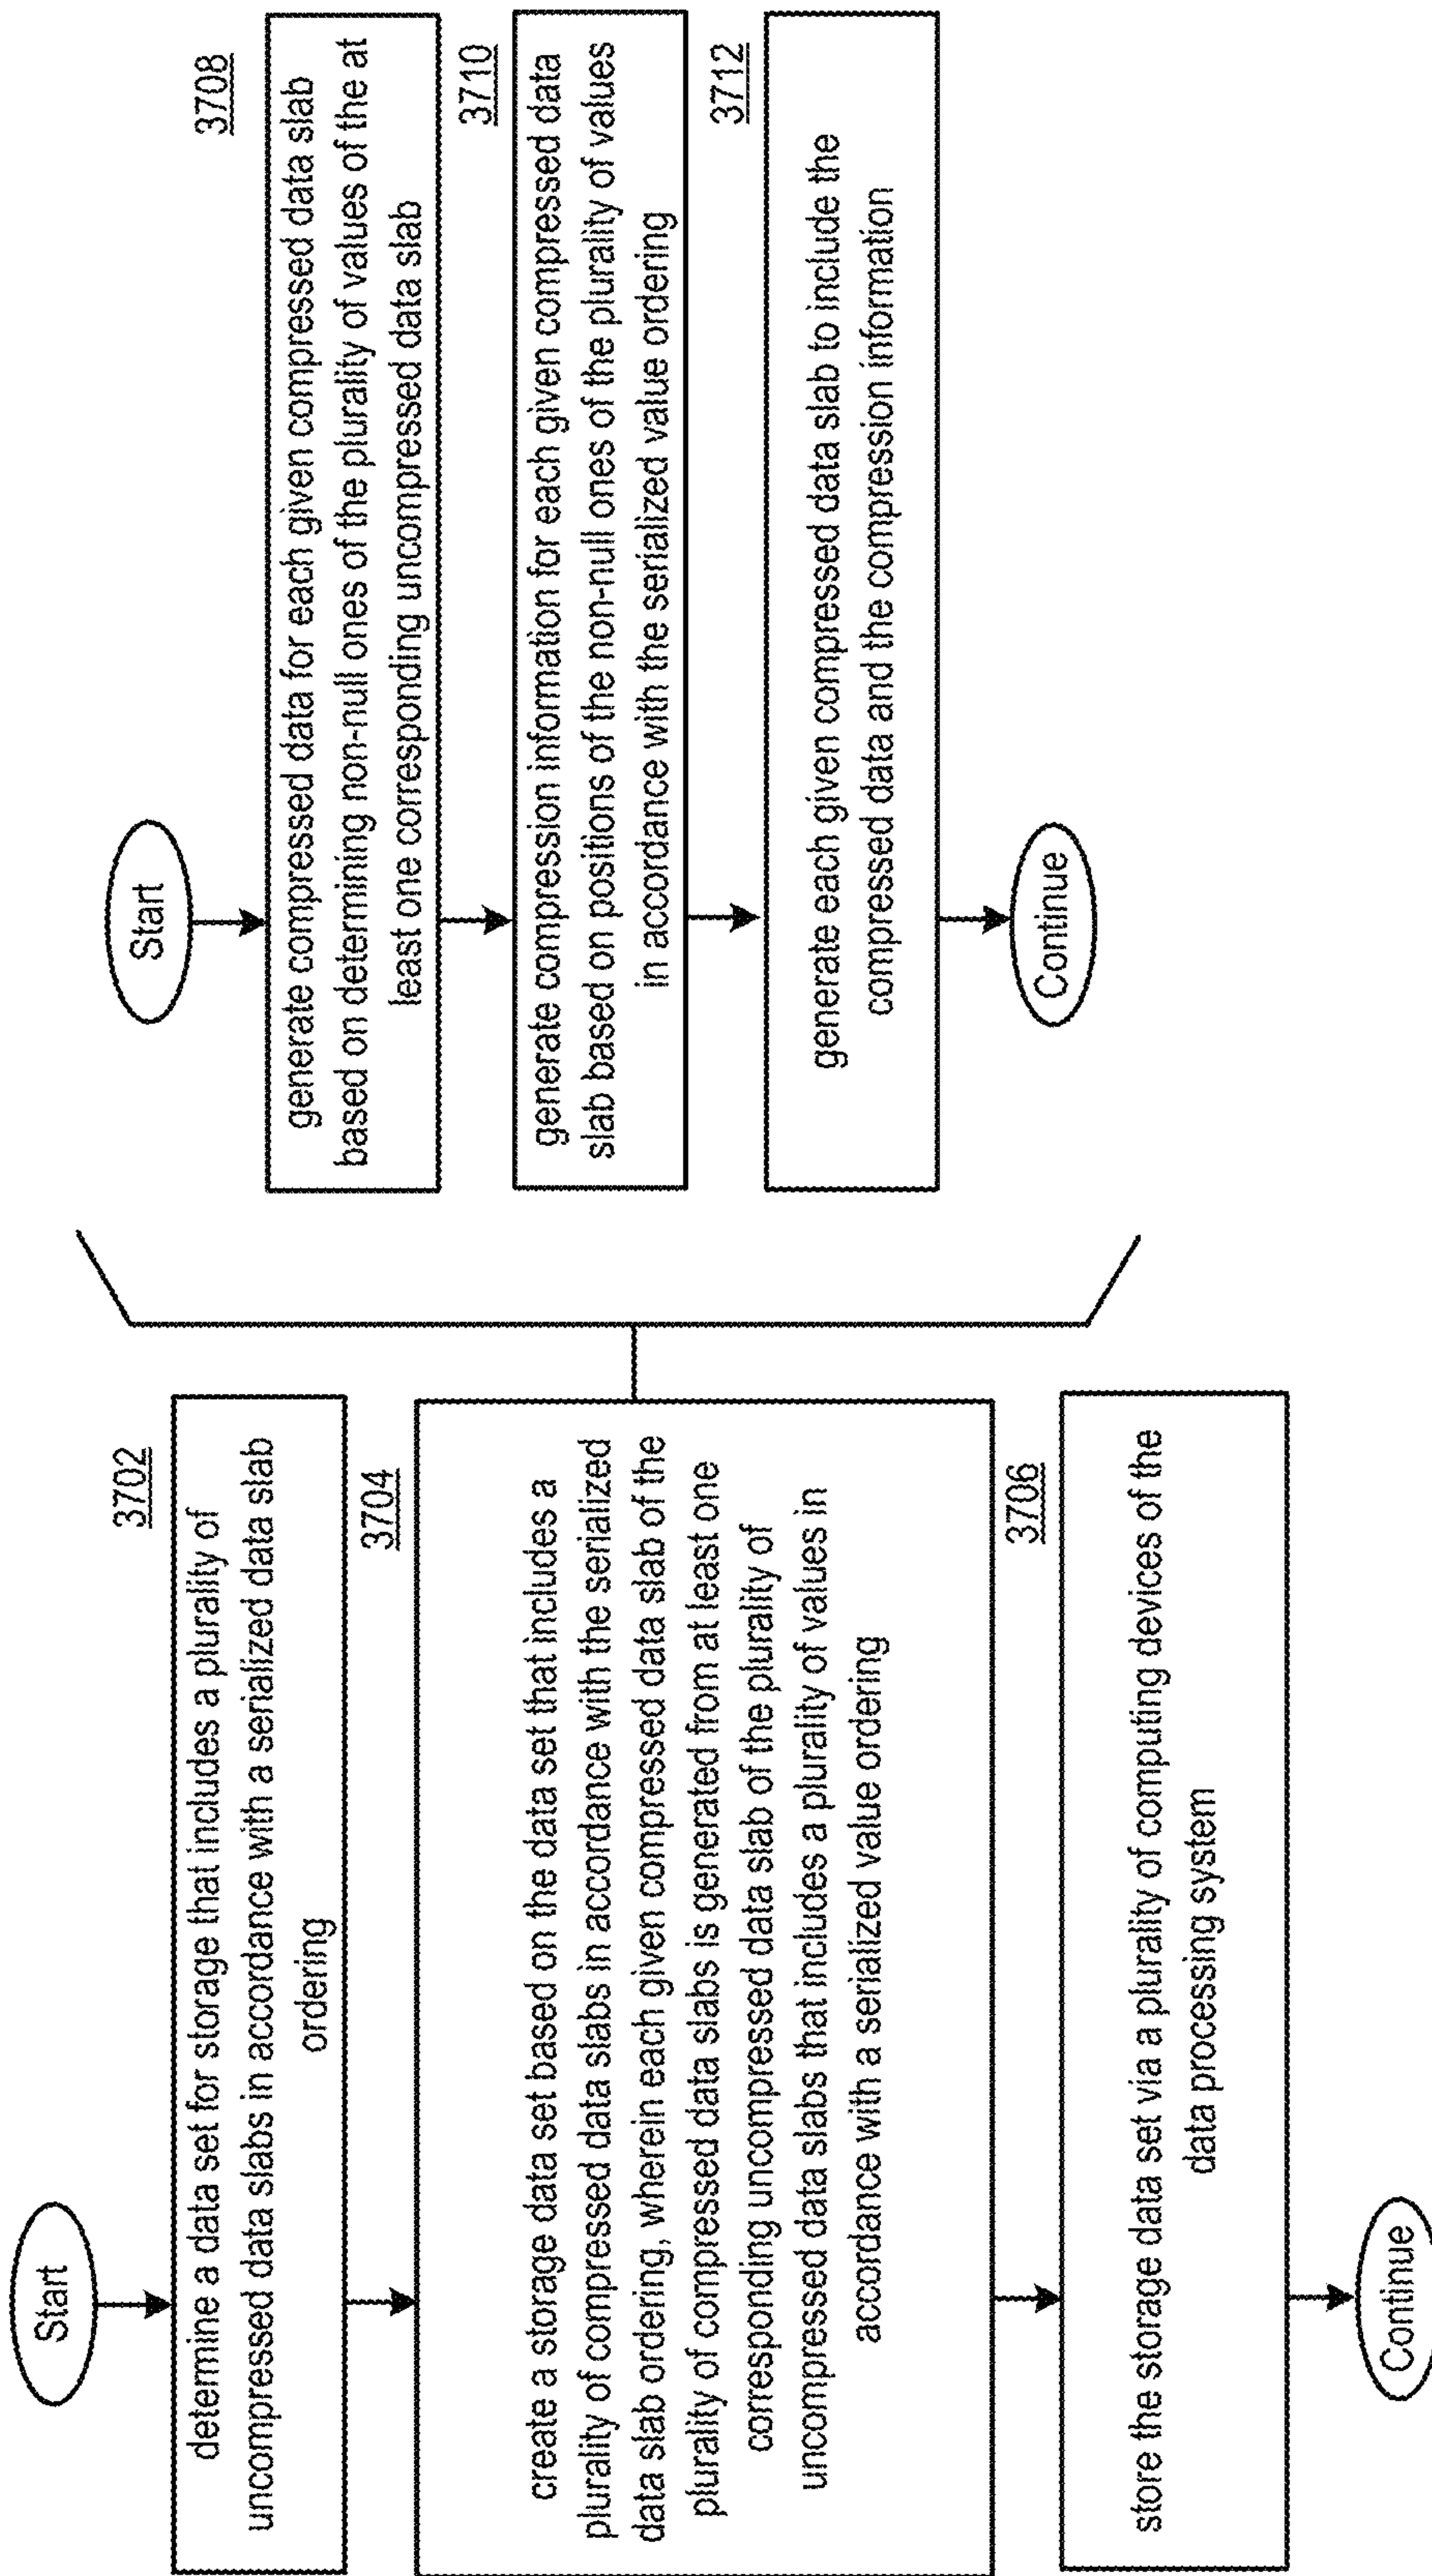 Start
3702
determine a data set for storage that includes a plurality of
uncompressed data slabs in accordance with a serialized data slab
ordering
3704
create a storage data set based on the data set that includes a
plurality of compressed data slabs in accordance with the serialized
data slab ordering, wherein each given compressed data slab of the
plurality of compressed data slabs is generated from at least one
corresponding uncompressed data slab of the plurality of
uncompressed data slabs that includes a plurality of values in
accordance with a serialized value ordering
3706
store the storage data set via a plurality of computing devices of the
data processing system
Continue
Start
3708
generate compressed data for each given compressed data slab
based on determining non-null ones of the plurality of values of the at
least one corresponding uncompressed data slab
3710
generate compression information for each given compressed data
slab based on positions of the non-null ones of the plurality of values
in accordance with the serialized value ordering
3712
generate each given compressed data slab to include the
compressed data and the compression information
Continue